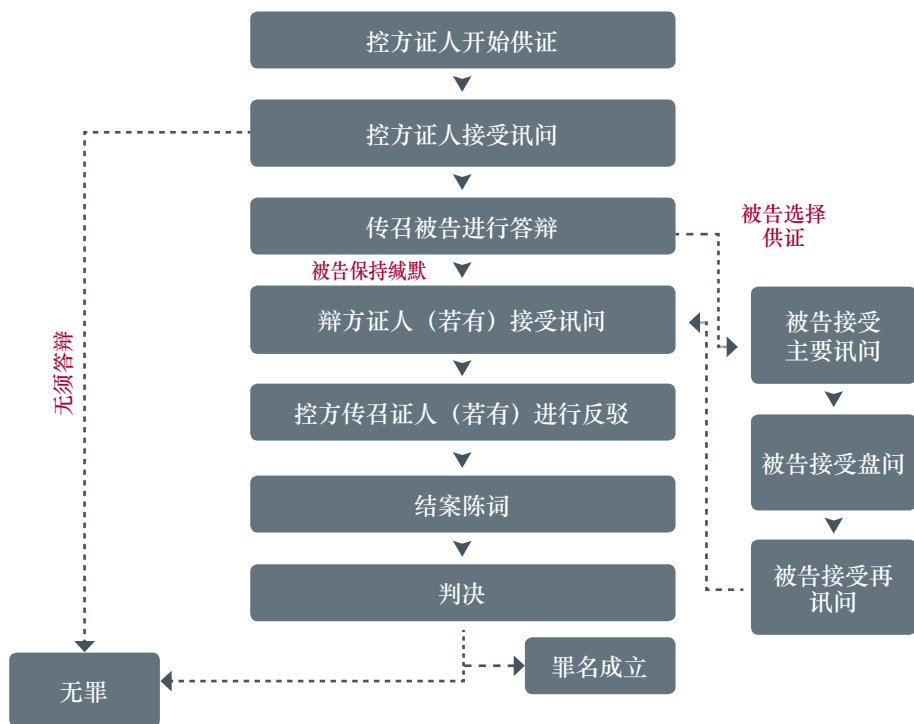 控方证人开始供证
控方证人接受讯问
传召被告进行答辩
被告选择
供证
被告保持缄默
辩方证人（若有）接受讯问
被告接受
主要讯问
无须答辩
控方传召证人（若有）进行反驳
被告接受盘问
结案陈词
被告接受再
讯问
判决
罪名成立
无罪